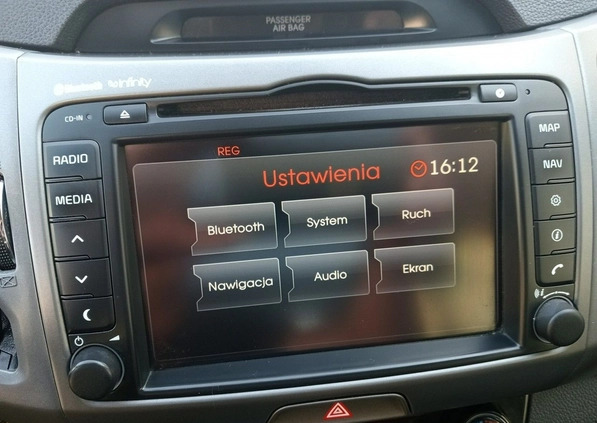 PASSENGER
AIR BAG
Bluetooth infinity
CD-IN
RADIO
MEDIA
MAP
NAV
REG
Ustawienia
16:12
Bluetooth
System
Ruch
Nawigacja
Audio
Ekran